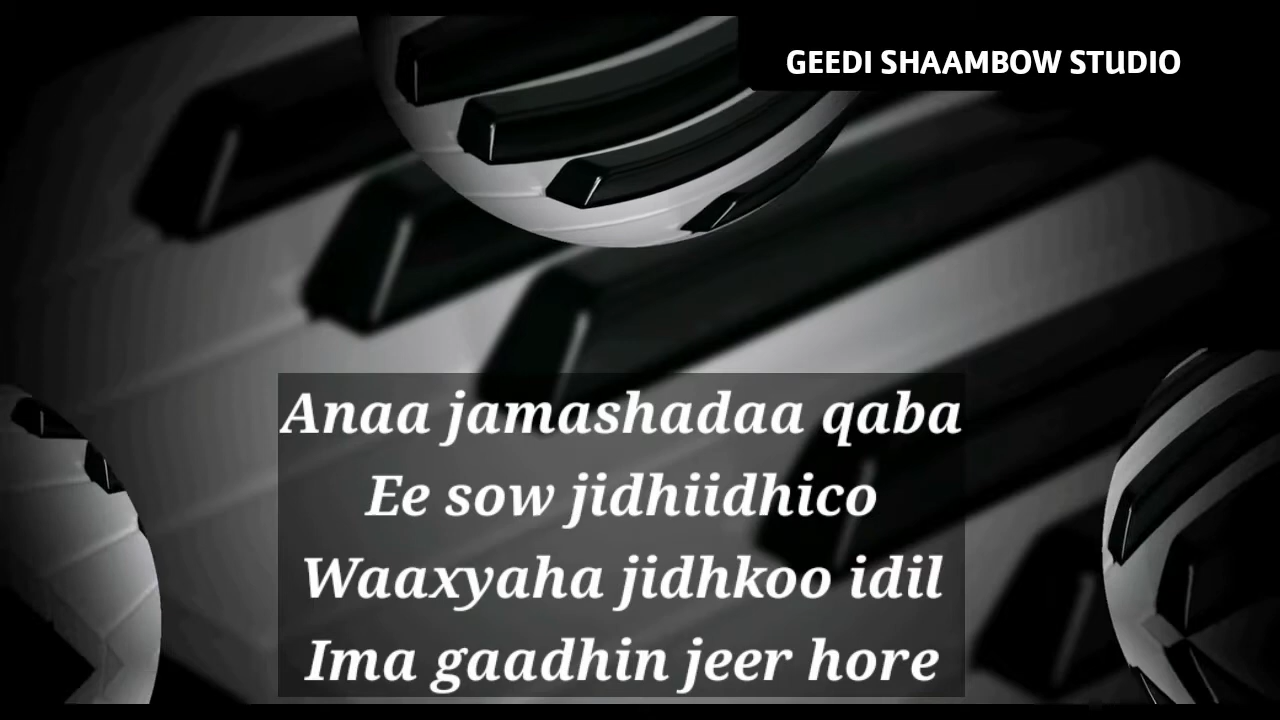 GEEDI SHAAMBOW STUDIO
Anaa jamashadaa qaba
Ee sow jidhiidhico
Waaxyaha jidhkoo idil
Ima gaadhin jeer hore